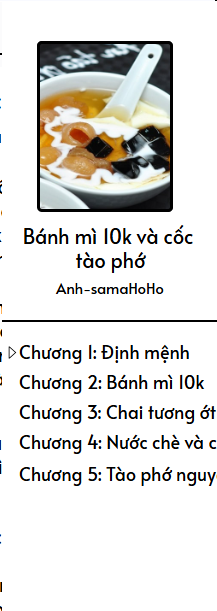 Bánh mì 10k và cốc
tào phớ
Anh-samaHoHo
Chương 1: Định mệnh
Chương 2: Bánh mì 10k
Chương 3: Chai tương ớt
Chương 4: Nước chè và c
Chương 5: Tào phớ nguy